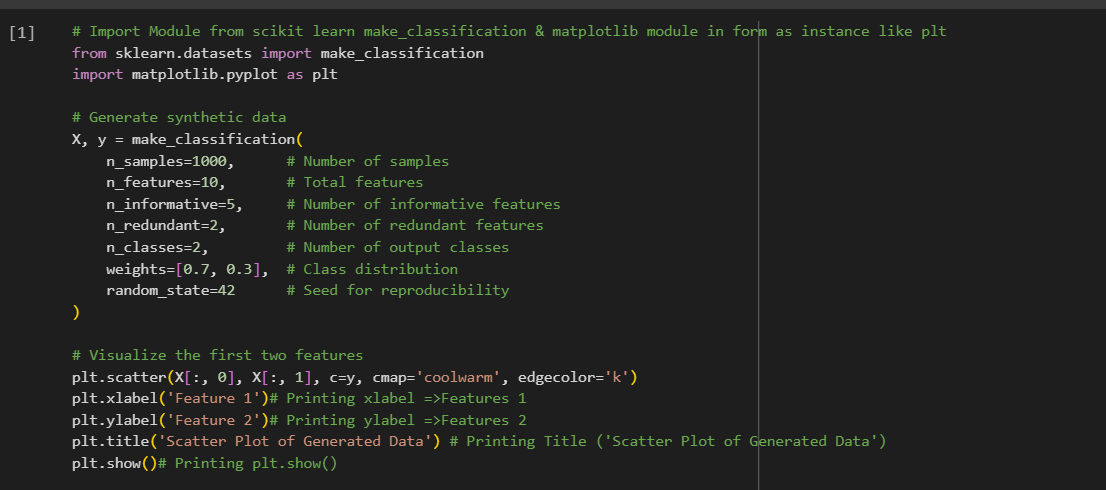 [1] # Import Module from scikit learn make_classification & matplotlib module in form as instance like plt
from sklearn.datasets import make_classification
import matplotlib.pyplot as plt
# Generate synthetic data
X, y = make_classification(
n_samples=1000, # Number of samples
n_features=10, # Total features
n_informative=5, # Number of informative features
n_redundant=2, # Number of redundant features
n_classes=2, # Number of output classes
weights=[0.7, 0.3], # Class distribution
random_state=42 # Seed for reproducibility
)
# Visualize the first two features
plt.scatter(X[:, 0], X[:, 1], c=y, cmap='coolwarm', edgecolor='k')
plt.xlabel('Feature 1')# Printing xlabel =>Features 1
plt.ylabel('Feature 2')# Printing ylabel =>Features 2
plt.title('Scatter Plot of Generated Data') # Printing Title ('Scatter Plot of Generated Data')
plt.show()# Printing plt.show()